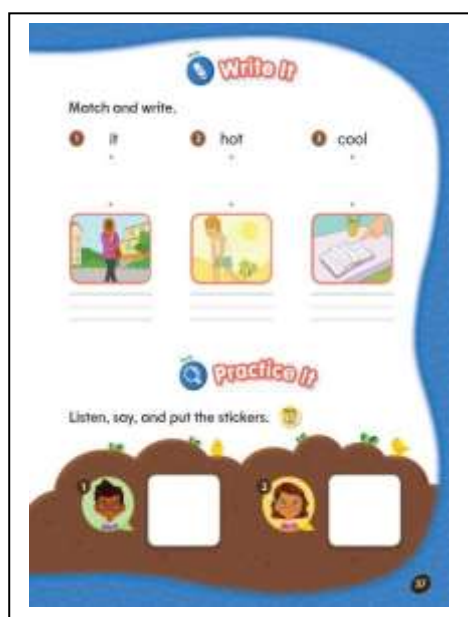 Write It
Match and write.
1 it
2 hot
3 cool
Practice It
Listen, say, and put the stickers.
1
2
37